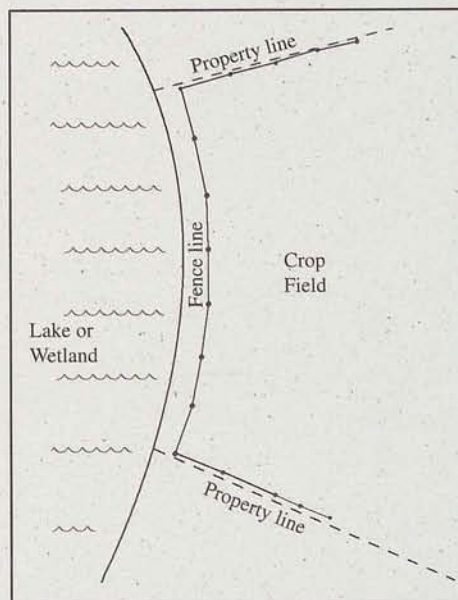 Property line
Fence line
Crop
Field
Lake or
Wetland
Property line